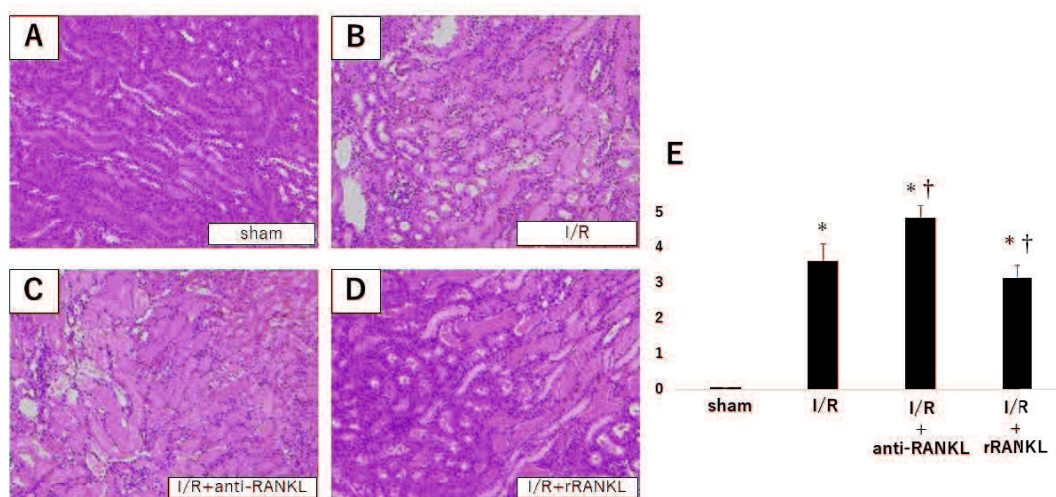 A
sham
B
I/R
C
I/R+anti-RANKL
D
I/R+rRANKL
E
5
4
3
2
1
0
*
* †
* †
sham
I/R
I/R
+
anti-RANKL
I/R
+
rRANKL